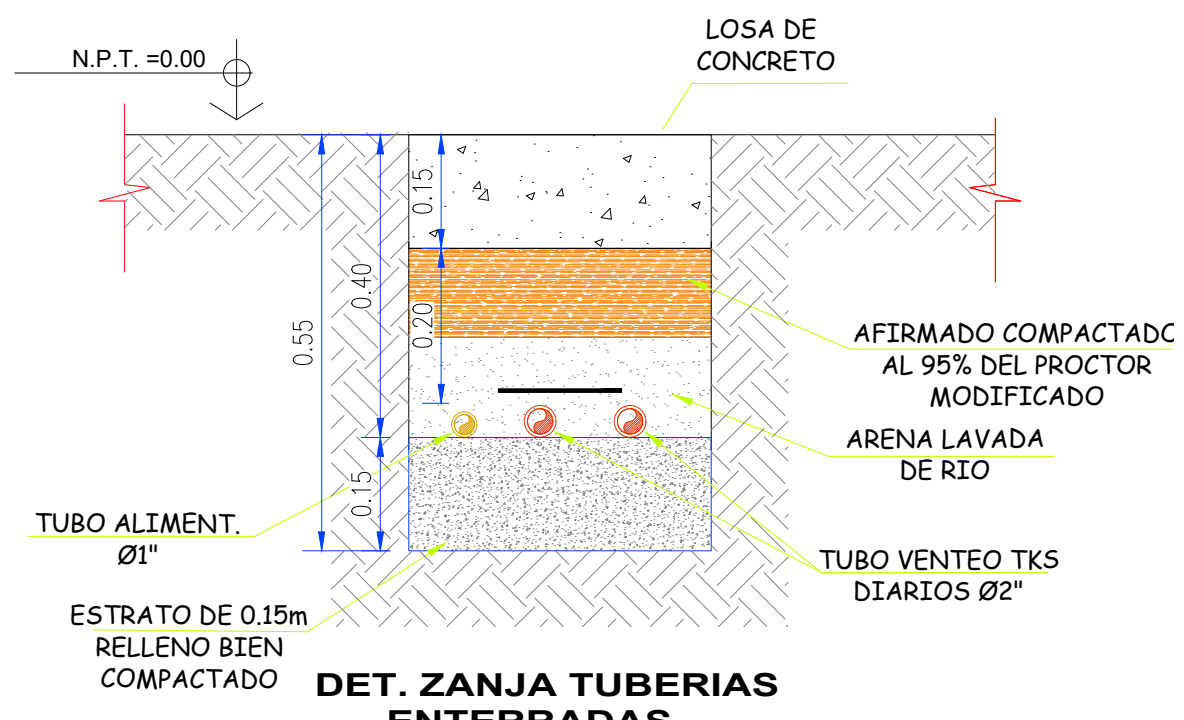 LOSA DE
CONCRETO
N.P.T. =0.00
0.15
0.40
0.20
0.55
0.15
AFIRMADO COMPACTADO
AL 95% DEL PROCTOR
MODIFICADO
ARENA LAVADA
DE RIO
TUBO ALIMENT.
Ø1"
TUBO VENTEO TKS
DIARIOS Ø2"
ESTRATO DE 0.15m
RELLENO BIEN
COMPACTADO
DET. ZANJA TUBERIAS
ENTERRADAS